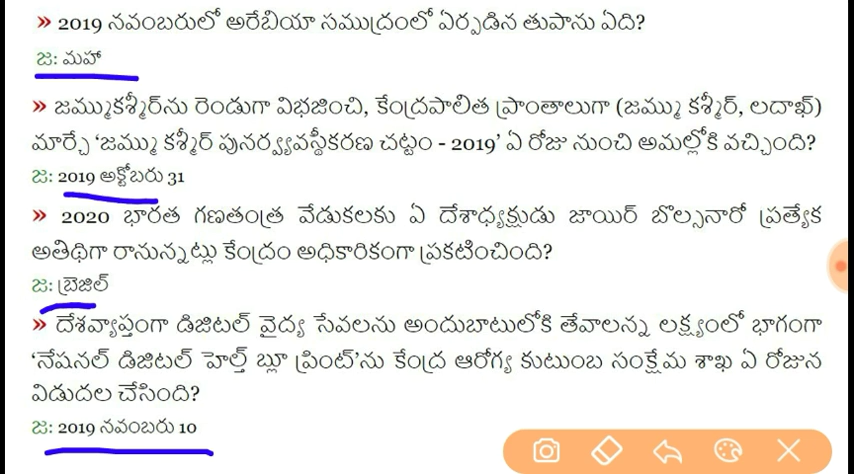 » 2019 నవంబరులో అరేబియా సముద్రంలో ఏర్పడిన తుపాను ఏది?
జ: మహా
» జమ్ముకశ్మీర్‌ను రెండుగా విభజించి, కేంద్రపాలిత ప్రాంతాలుగా (జమ్ము కశ్మీర్, లదాఖ్)
మార్చే ‘జమ్ము కశ్మీర్ పునర్వ్యవస్థీకరణ చట్టం - 2019’ ఏ రోజు నుంచి అమల్లోకి వచ్చింది?
జ: 2019 అక్టోబరు 31
» 2020 భారత గణతంత్ర వేడుకలకు ఏ దేశాధ్యక్షుడు జాయిర్ బొల్సనారో ప్రత్యేక
అతిథిగా రానున్నట్లు కేంద్రం అధికారికంగా ప్రకటించింది?
జ: బ్రెజిల్
» దేశవ్యాప్తంగా డిజిటల్ వైద్య సేవలను అందుబాటులోకి తేవాలన్న లక్ష్యంలో భాగంగా
‘నేషనల్ డిజిటల్ హెల్త్ బ్లూ ప్రింట్’ను కేంద్ర ఆరోగ్య కుటుంబ సంక్షేమ శాఖ ఏ రోజున
విడుదల చేసింది?
జ: 2019 నవంబరు 10